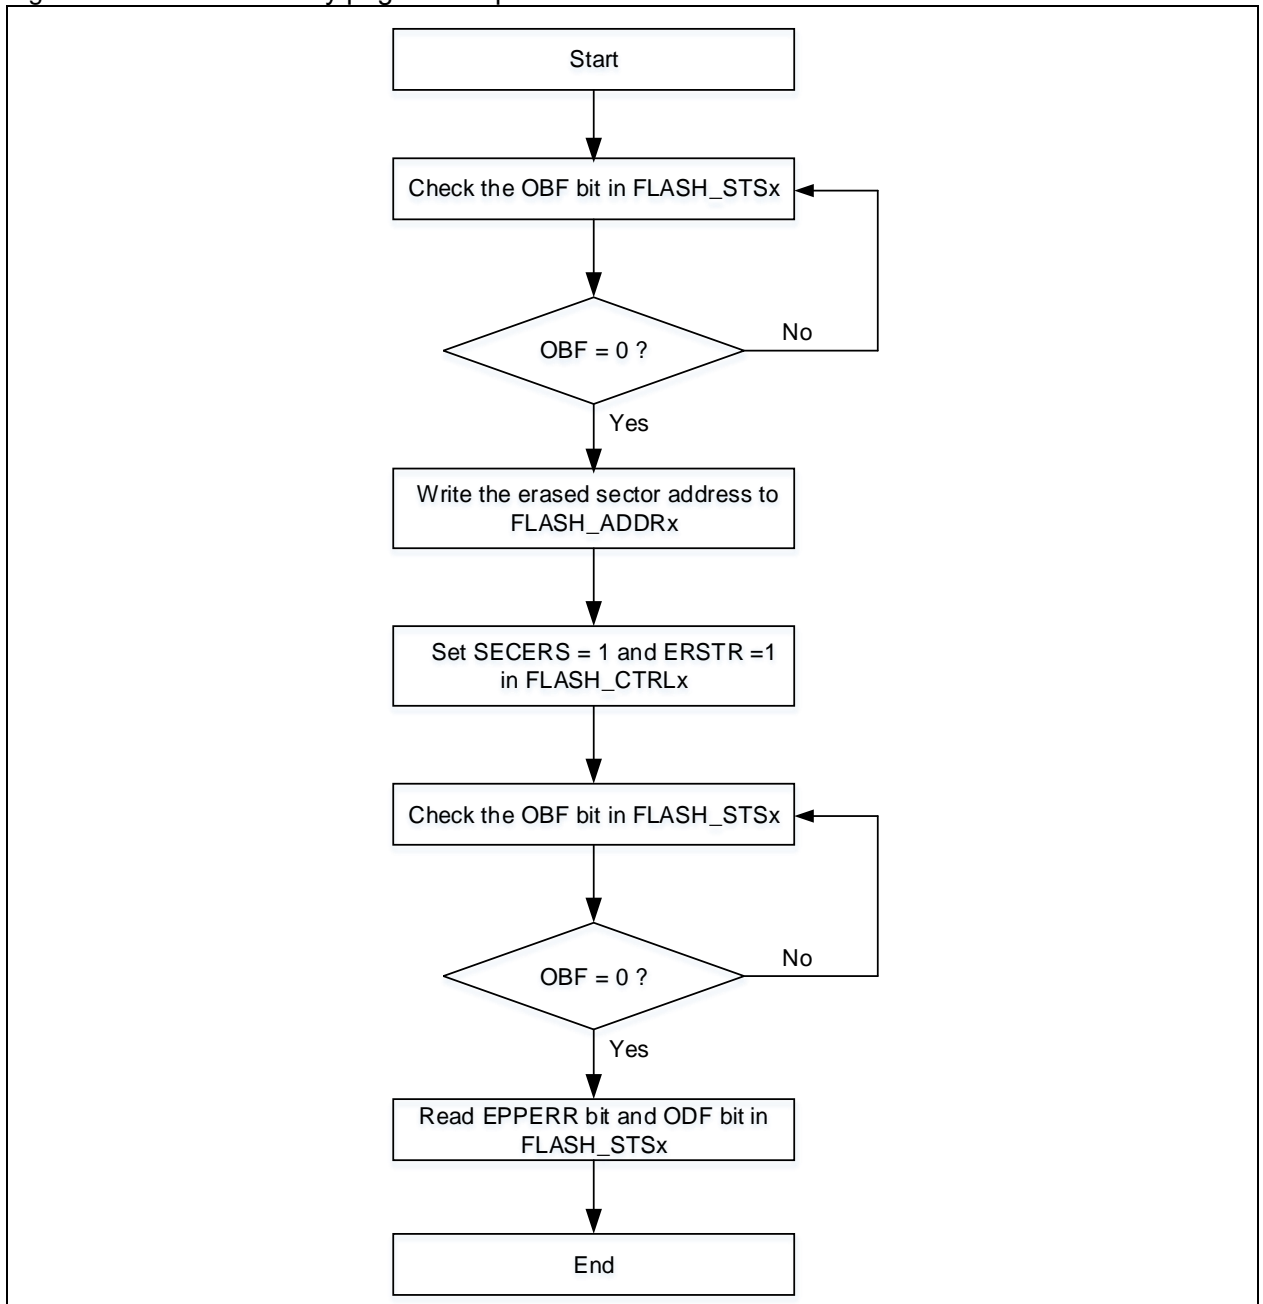 Start
Check the OBF bit in FLASH_STSx
OBF = 0 ?
No
Yes
Write the erased sector address to
FLASH_ADDRx
Set SECERS = 1 and ERSTR =1
in FLASH_CTRLx
Check the OBF bit in FLASH_STSx
OBF = 0 ?
No
Yes
Read EPPERR bit and ODF bit in
FLASH_STSx
End